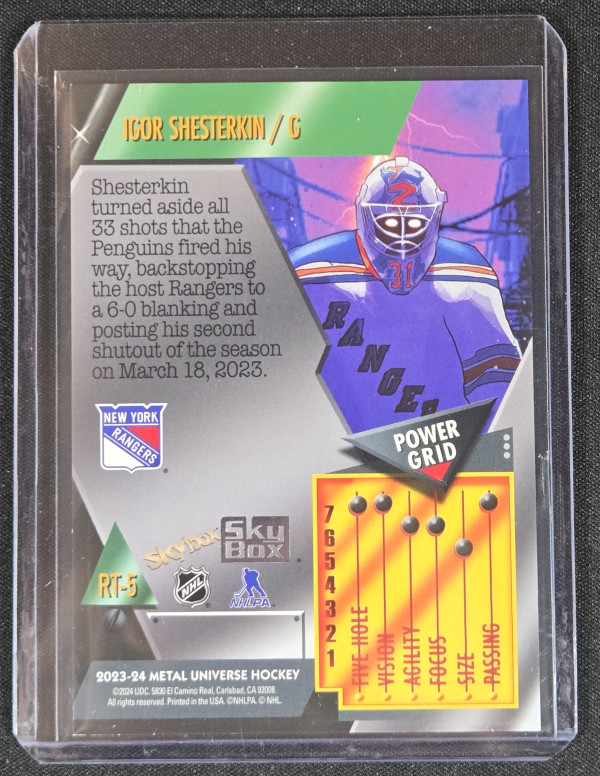 IGOR SHESTERKIN / G
Shesterkin
turned aside all
33 shots that the
Penguins fired his
way, backstopping
the host Rangers to
a 6-0 blanking and
posting his second
shutout of the season
on March 18, 2023.
31
RANGE
NEW YORK
RANGERS
POWER
GRID
7
6
5
4
3
2
1
FIVE HOLE
VISION
AGILITY
FOCUS
SIZE
PASSING
Skybox
Sky
Box
RT-5
NHL
NHLPA
2023-24 METAL UNIVERSE HOCKEY
©2024 UDC. 5830 El Camino Real, Carlsbad, CA 92008.
All rights reserved. Printed in the USA. ©NHLPA. © NHL.